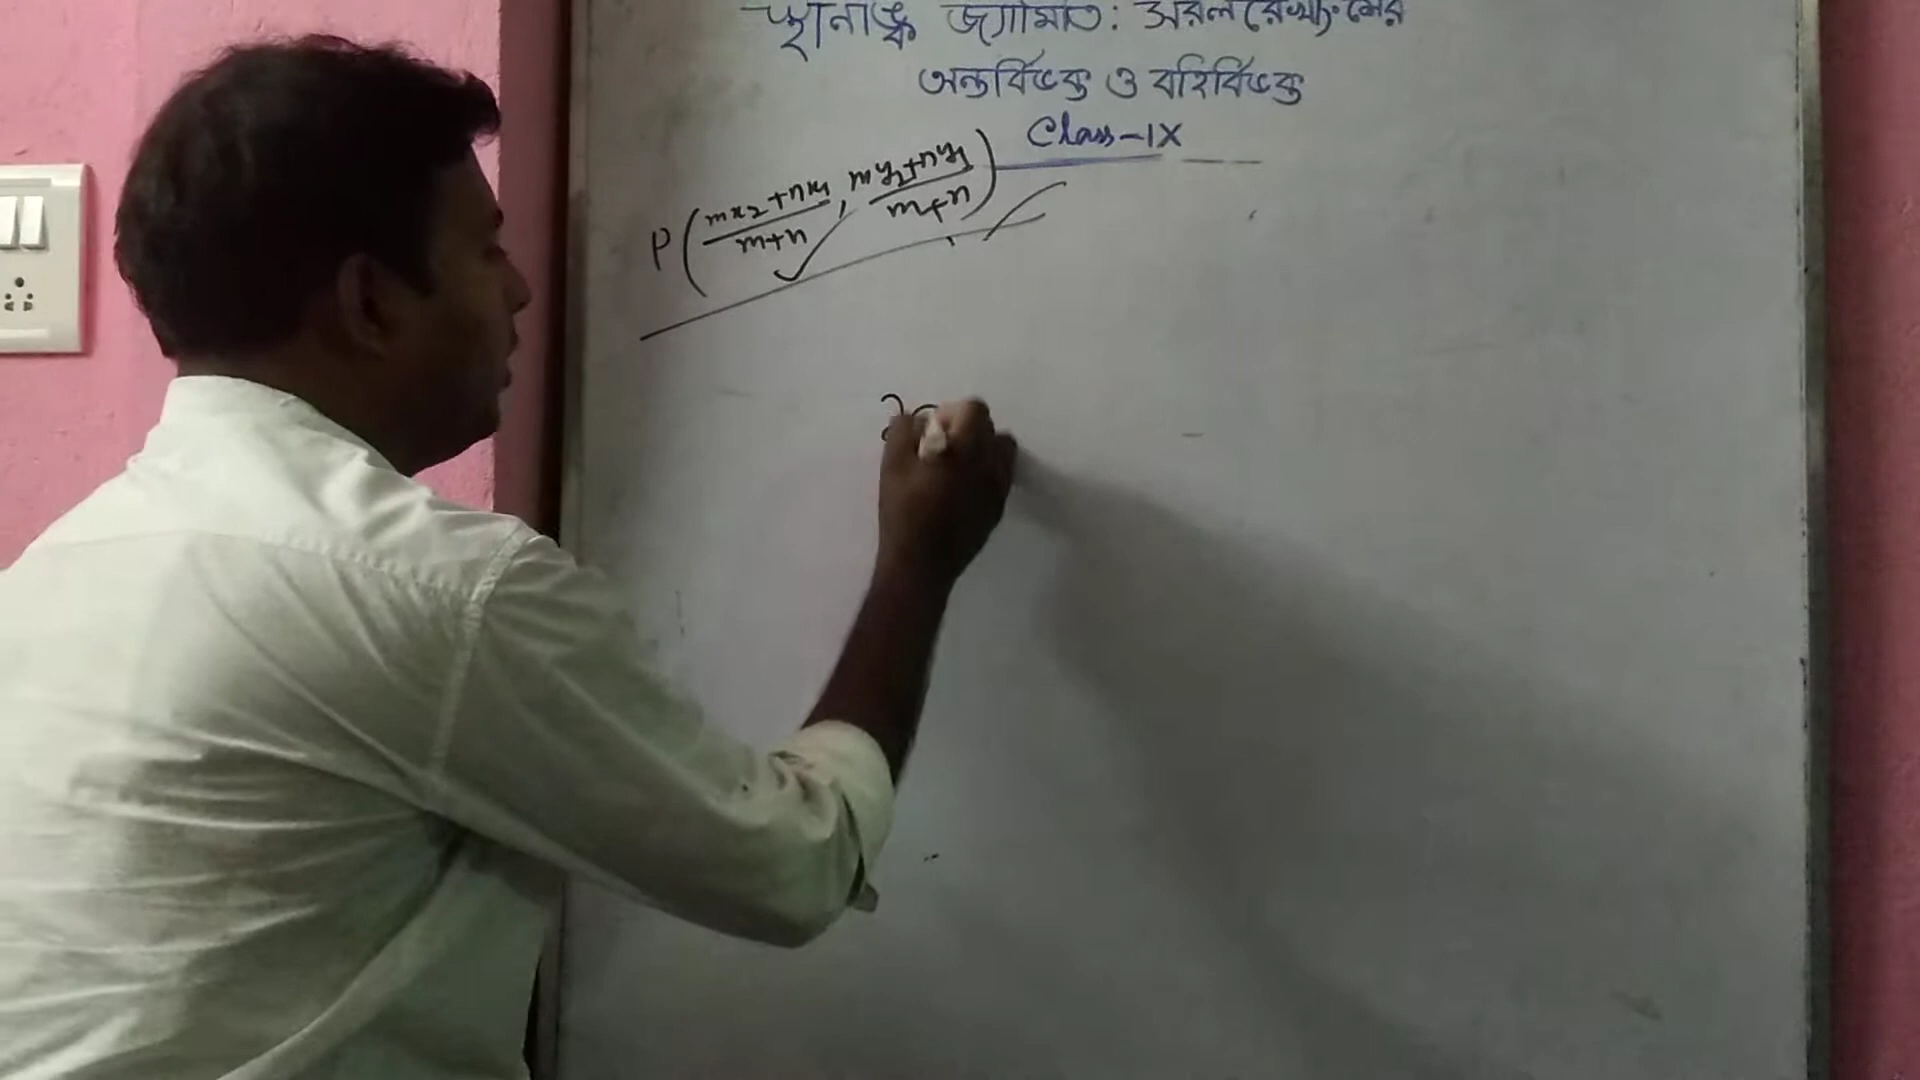 স্থানাঙ্ক জ্যামিতি: সরলরেখাংশের
অন্তর্বিভক্ত ও বহির্বিভক্ত
Class-IX
P(mx₂+nx₁/m+n, my₂+ny₁/m+n)